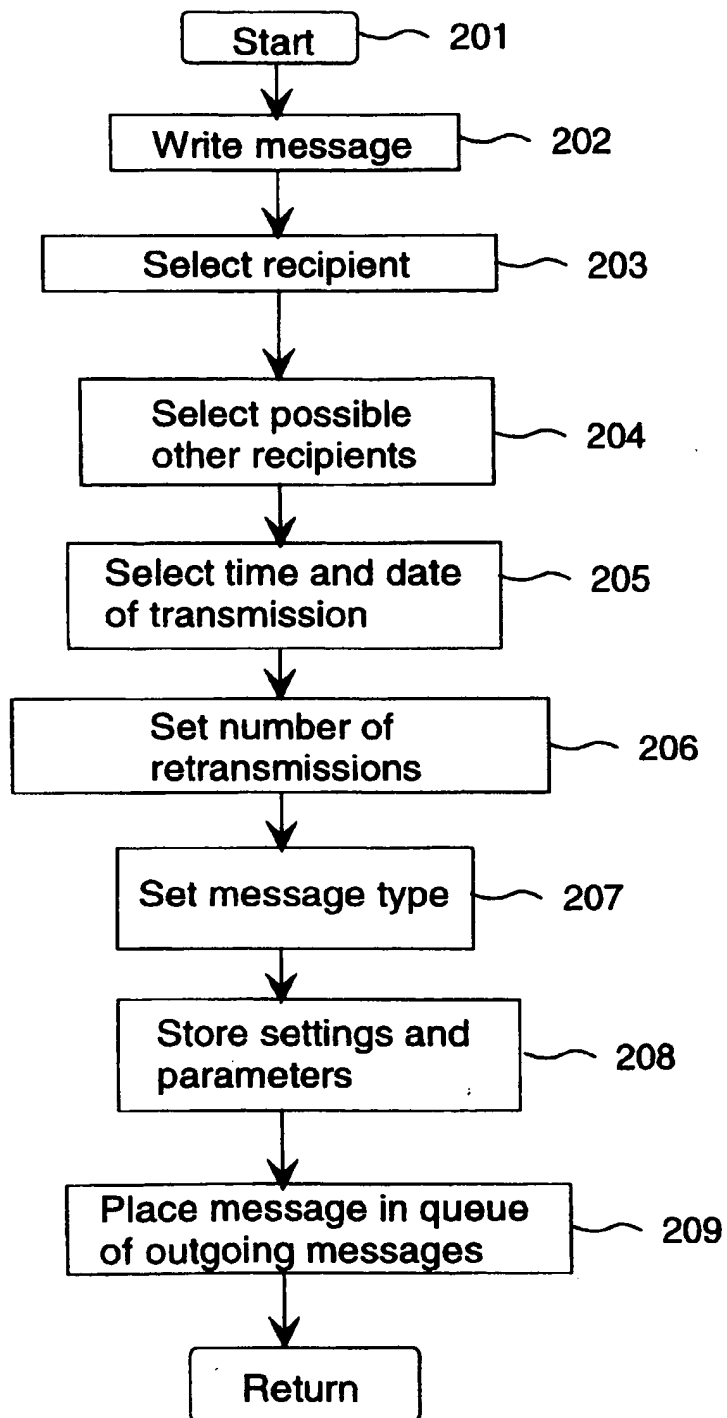 Start 201
Write message 202
Select recipient 203
Select possible
other recipients 204
Select time and date
of transmission 205
Set number of
retransmissions 206
Set message type 207
Store settings and
parameters 208
Place message in queue
of outgoing messages 209
Return